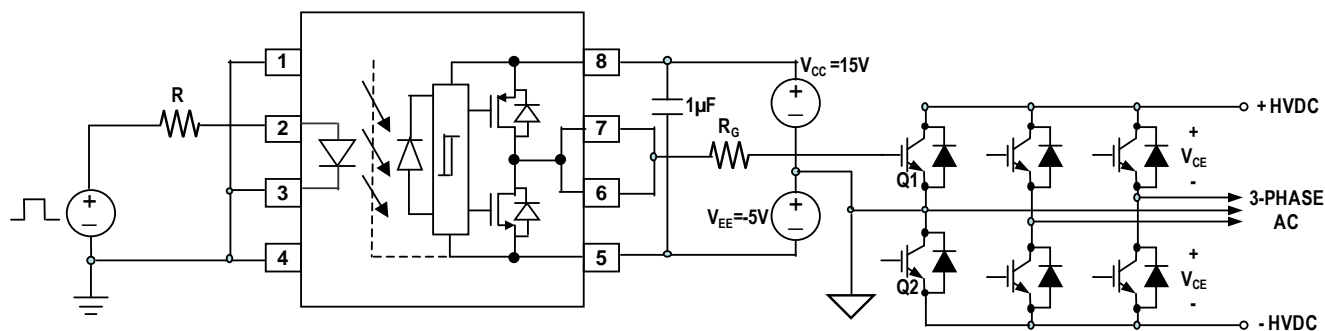 1
2
3
4
8
7
6
5
R
+
–
1µF
R_G
V_CC=15V
+
–
V_EE=-5V
+
–
Q1
Q2
+HVDC
+
V_CE
-
3-PHASE
AC
+
V_CE
-
- HVDC